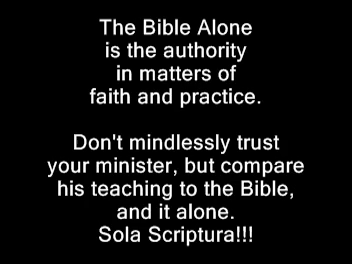 The Bible Alone
is the authority
in matters of
faith and practice.
Don't mindlessly trust
your minister, but compare
his teaching to the Bible,
and it alone.
Sola Scriptura!!!